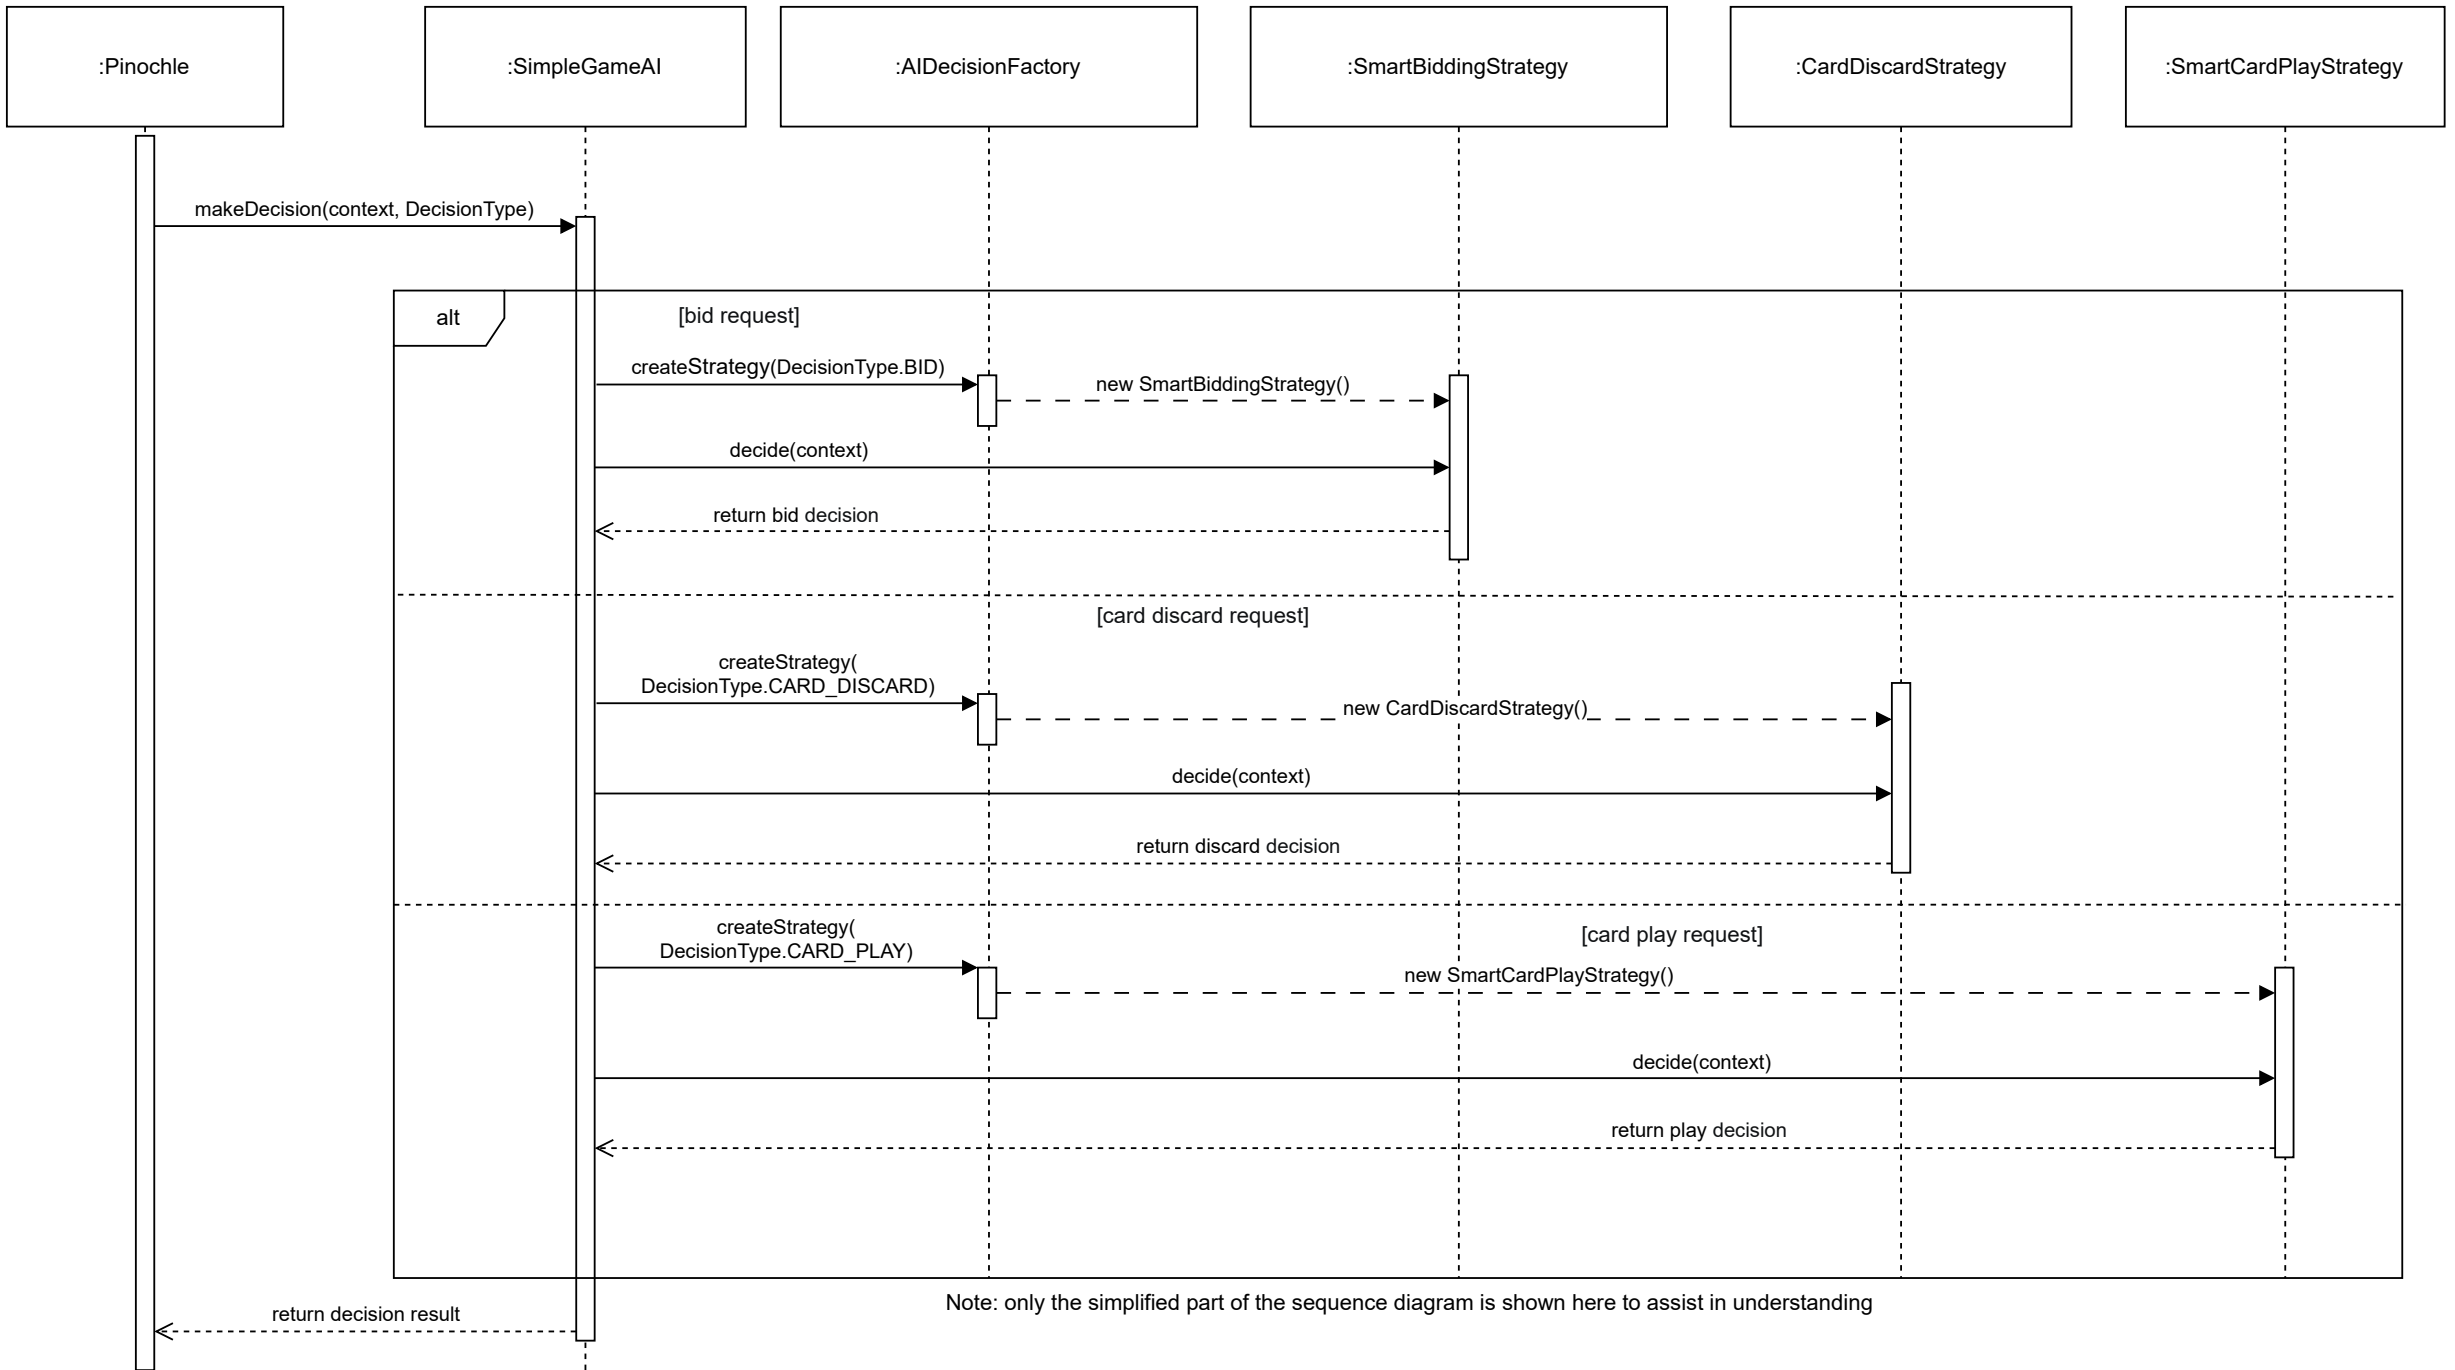 :Pinochle
:SimpleGameAI
:AIDecisionFactory
:SmartBiddingStrategy
:CardDiscardStrategy
:SmartCardPlayStrategy
makeDecision(context, DecisionType)
alt
[bid request]
createStrategy(DecisionType.BID)
new SmartBiddingStrategy()
decide(context)
return bid decision
[card discard request]
createStrategy(
DecisionType.CARD_DISCARD)
new CardDiscardStrategy()
decide(context)
return discard decision
createStrategy(
DecisionType.CARD_PLAY)
[card play request]
new SmartCardPlayStrategy()
decide(context)
return play decision
Note: only the simplified part of the sequence diagram is shown here to assist in understanding
return decision result